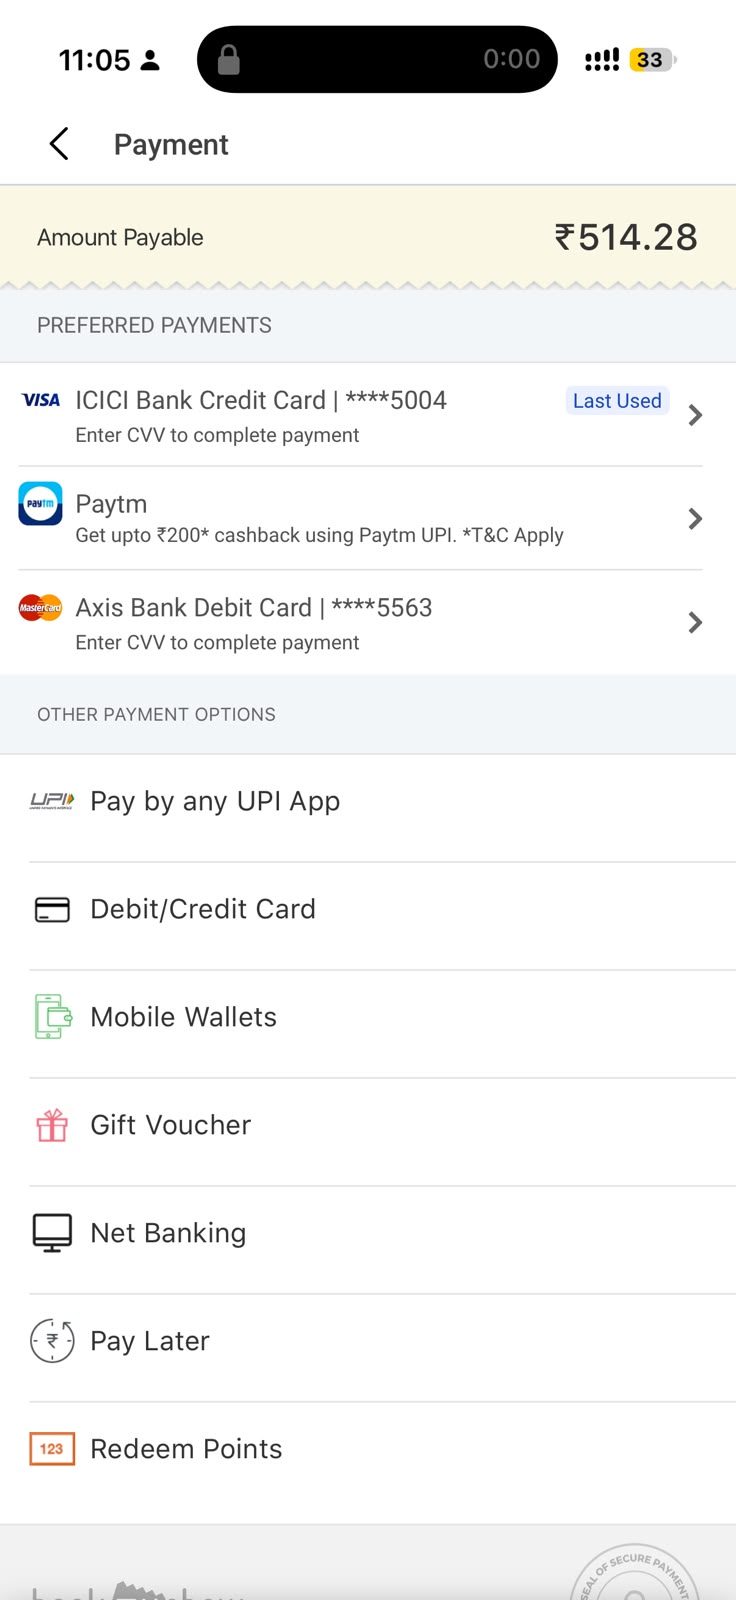 11:05
0:00
33
Payment
Amount Payable
₹514.28
PREFERRED PAYMENTS
VISA
ICICI Bank Credit Card | ****5004
Last Used
Enter CVV to complete payment
paytm
Paytm
Get upto ₹200* cashback using Paytm UPI. *T&C Apply
MasterCard
Axis Bank Debit Card | ****5563
Enter CVV to complete payment
OTHER PAYMENT OPTIONS
UPI
Pay by any UPI App
Debit/Credit Card
Mobile Wallets
Gift Voucher
Net Banking
₹
Pay Later
123
Redeem Points
SEAL OF SECURE PAYMENT